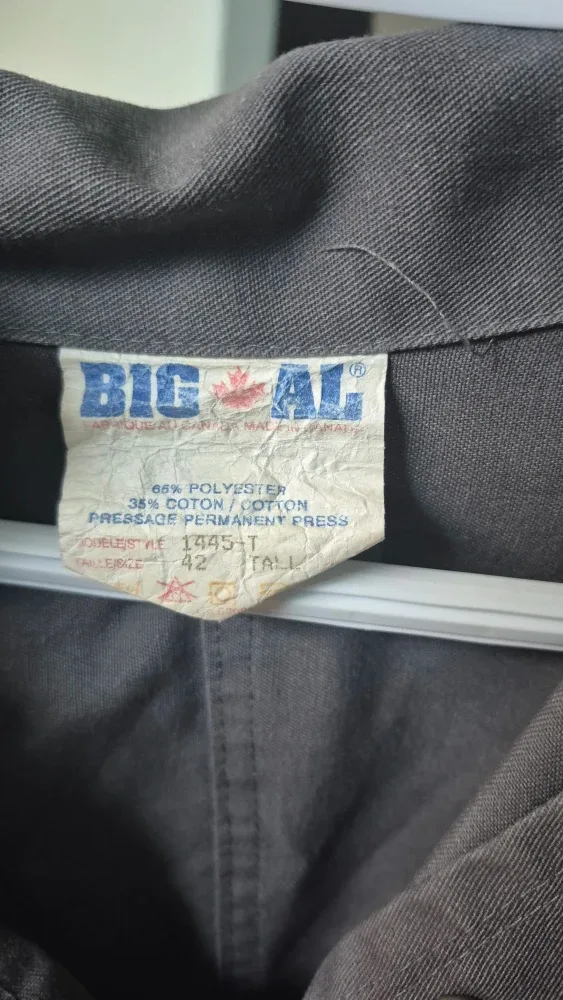 BIG AL®
FABRIQUE AU CANADA MADE IN CANADA
65% POLYESTER
35% COTON / COTTON
PRESSAGE PERMANENT PRESS
MODELE/STYLE 1445-T
TAILLE/SIZE 42 TALL